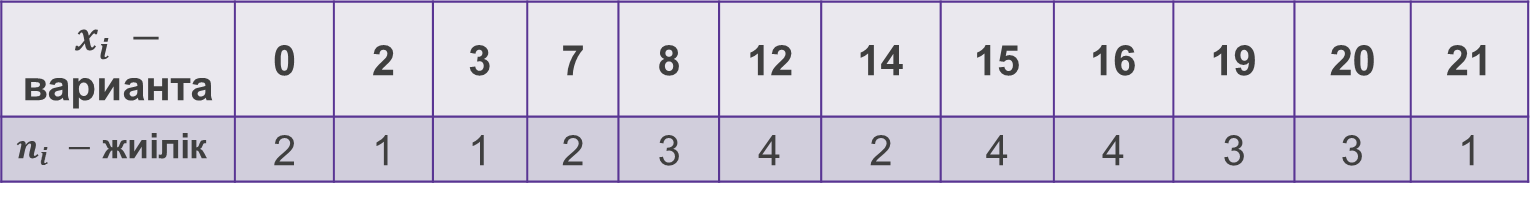 xᵢ – варианта 0 2 3 7 8 12 14 15 16 19 20 21
nᵢ – жиілік 2 1 1 2 3 4 2 4 4 3 3 1